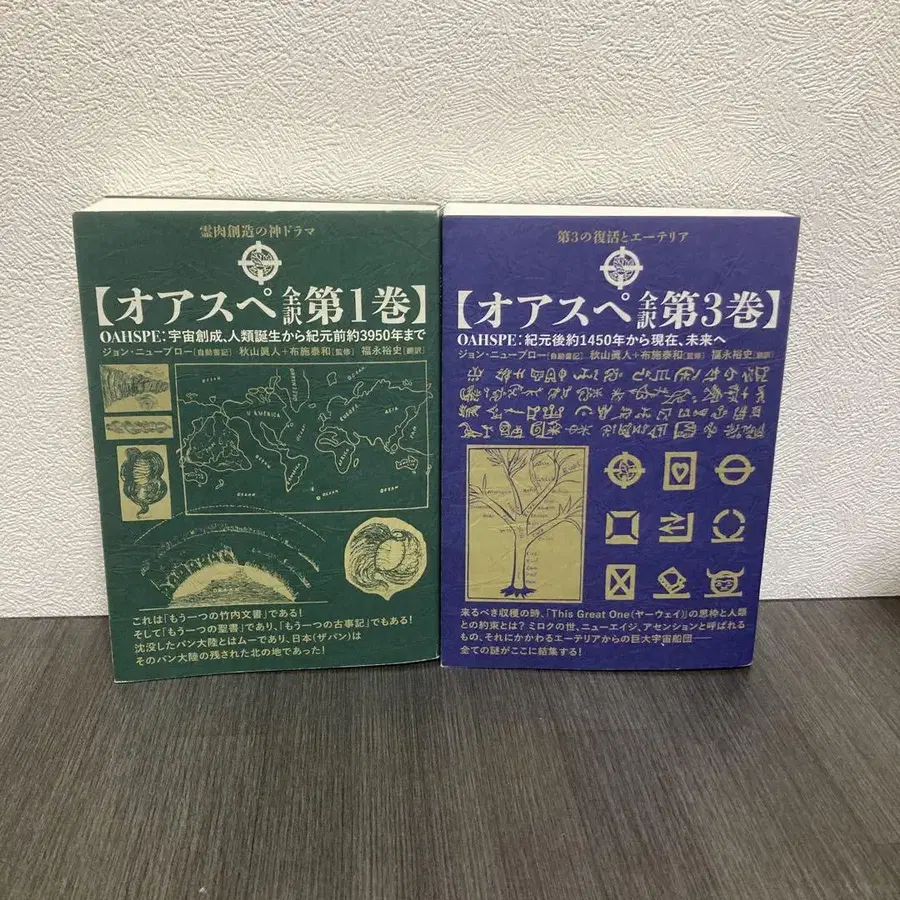 霊肉創造の神ドラマ
【オアスペ 全訳 第1巻】
OAHSPE:宇宙創成、人類誕生から紀元前約3950年まで
ジョン・ニューブロー[自動書記] 秋山眞人+布施泰和[監修] 福永裕史[翻訳]
AMERICA
EUROPE
ASIA
AFRICA
OCEAN
OCEAN
OCEAN
OCEAN
これは「もう一つの竹内文書」である!
そして「もう一つの聖書」であり、「もう一つの古事記」でもある!
沈没したパン大陸とはムーであり、日本(ザパン)は
そのパン大陸の残された北の地であった!
第3の復活とエーテリア
【オアスペ 全訳 第3巻】
OAHSPE:紀元後約1450年から現在、未来へ
ジョン・ニューブロー[自動書記] 秋山眞人+布施泰和[監修] 福永裕史[翻訳]
来るべき収穫の時、「This Great One(ヤーウェイ)」の思枠と人類
との約束とは?ミロクの世、ニューエイジ、アセンションと呼ばれる
もの、それにかかわるエーテリアからの巨大宇宙船団――
全ての謎がここに結集する!